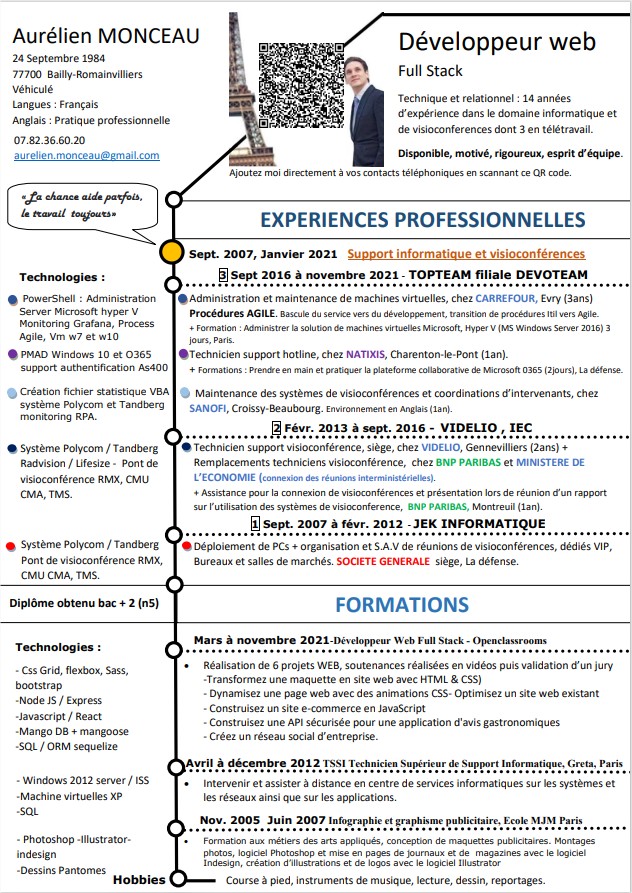 Aurélien MONCEAU
24 Septembre 1984
77700 Bailly-Romainvilliers
Véhiculé
Langues : Français
Anglais : Pratique professionnelle
07.82.36.60.20
aurelien.monceau@gmail.com
Développeur web
Full Stack
Technique et relationnel : 14 années
d'expérience dans le domaine informatique et
de visioconferences dont 3 en télétravail.
Disponible, motivé, rigoureux, esprit d'équipe.
Ajoutez moi directement à vos contacts téléphoniques en scannant ce QR code.
« La chance aide parfois,
le travail toujours»
EXPERIENCES PROFESSIONNELLES
Sept. 2007, Janvier 2021 Support informatique et visioconférences
Technologies :
3 Sept 2016 à novembre 2021 - TOPTEAM filiale DEVOTEAM
PowerShell : Administration
Server Microsoft hyper V
Monitoring Grafana, Process
Agile, Vm w7 et w10
Administration et maintenance de machines virtuelles, chez CARREFOUR, Evry (3ans)
Procédures AGILE. Bascule du service vers du développement, transition de procédures Itil vers Agile.
+ Formation : Administrer la solution de machines virtuelles Microsoft, Hyper V (MS Windows Server 2016) 3
jours, Paris.
PMAD Windows 10 et O365
support authentification As400
Technicien support hotline, chez NATIXIS, Charenton-le-Pont (1an).
+ Formations : Prendre en main et pratiquer la plateforme collaborative de Microsoft 0365 (2jours), La défense.
Création fichier statistique VBA
système Polycom et Tandberg
monitoring RPA.
Maintenance des systèmes de visioconférences et coordinations d'intervenants, chez
SANOFI, Croissy-Beaubourg. Environnement en Anglais (1an).
2 Févr. 2013 à sept. 2016 - VIDELIO , IEC
Système Polycom / Tandberg
Radvision / Lifesize - Pont de
visioconférence RMX, CMU
CMA, TMS.
Technicien support visioconférence, siège, chez VIDELIO, Gennevilliers (2ans) +
Remplacements techniciens visioconférence, chez BNP PARIBAS et MINISTERE DE
L'ECONOMIE (connexion des réunions interministérielles).
+ Assistance pour la connexion de visioconférences et présentation lors de réunion d'un rapport
sur l'utilisation des systèmes de visioconférence, BNP PARIBAS, Montreuil (1an).
1 Sept. 2007 à févr. 2012 -JEK INFORMATIQUE
Système Polycom / Tandberg
Pont de visioconférence RMX,
CMU CMA, TMS.
Déploiement de PCs + organisation et S.A.V de réunions de visioconférences, dédiés VIP,
Bureaux et salles de marchés. SOCIETE GENERALE siège, La défense.
Diplôme obtenu bac + 2 (n5)
FORMATIONS
Mars à novembre 2021-Développeur Web Full Stack - Openclassrooms
Technologies :
- Css Grid, flexbox, Sass,
bootstrap
-Node JS / Express
-Javascript / React
-Mango DB + mangoose
-SQL / ORM sequelize
• Réalisation de 6 projets WEB, soutenances réalisées en vidéos puis validation d'un jury
-Transformez une maquette en site web avec HTML & CSS)
- Dynamisez une page web avec des animations CSS- Optimisez un site web existant
- Construisez un site e-commerce en JavaScript
- Construisez une API sécurisée pour une application d'avis gastronomiques
- Créez un réseau social d'entreprise.
Avril à décembre 2012 TSSI Technicien Supérieur de Support Informatique, Greta, Paris
- Windows 2012 server / ISS
-Machine virtuelles XP
-SQL
• Intervenir et assister à distance en centre de services informatiques sur les systèmes et
les réseaux ainsi que sur les applications.
Nov. 2005 Juin 2007 Infographie et graphisme publicitaire, Ecole MJM Paris
- Photoshop -Illustrator-
indesign
-Dessins Pantomes
• Formation aux métiers des arts appliqués, conception de maquettes publicitaires. Montages
photos, logiciel Photoshop et mise en pages de journaux et de magazines avec le logiciel
Indesign, création d'illustrations et de logos avec le logiciel Illustrator
Hobbies
Course à pied, instruments de musique, lecture, dessin, reportages.